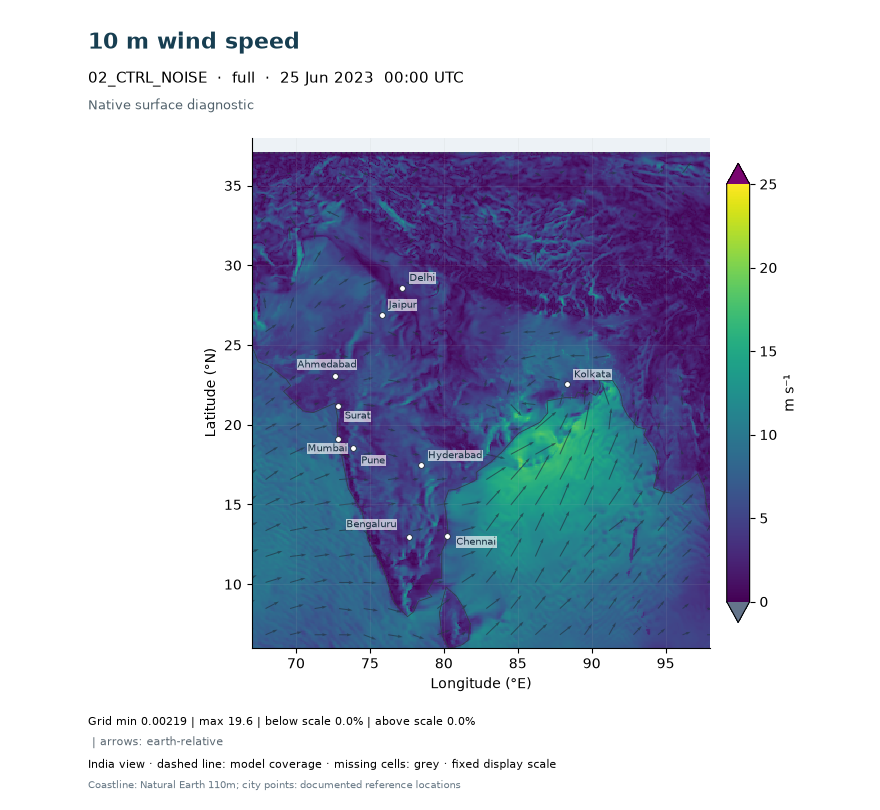 10 m wind speed
02_CTRL_NOISE · full · 25 Jun 2023 00:00 UTC
Native surface diagnostic
35
30
25
20
15
10
Latitude (°N)
70
75
80
85
90
95
Longitude (°E)
Delhi
Jaipur
Ahmedabad
Kolkata
Surat
Mumbai
Pune
Hyderabad
Bengaluru
Chennai
25
20
15
10
5
0
m s⁻¹
Grid min 0.00219 | max 19.6 | below scale 0.0% | above scale 0.0%
| arrows: earth-relative
India view · dashed line: model coverage · missing cells: grey · fixed display scale
Coastline: Natural Earth 110m; city points: documented reference locations